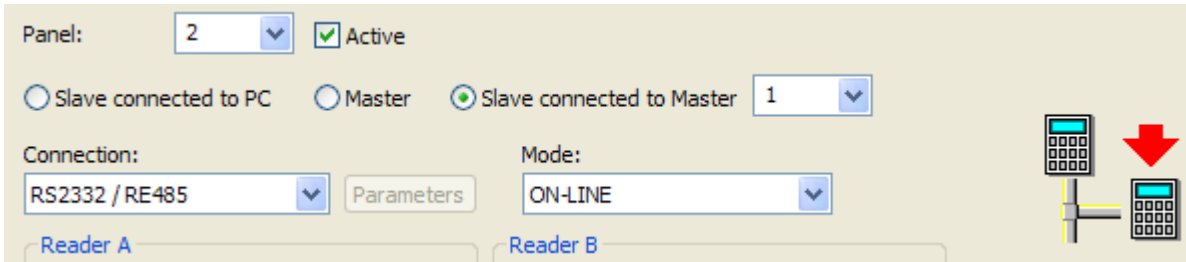 Panel: 2 Active
Slave connected to PC Master Slave connected to Master 1
Connection: Mode:
RS2332 / RE485 Parameters ON-LINE
Reader A Reader B